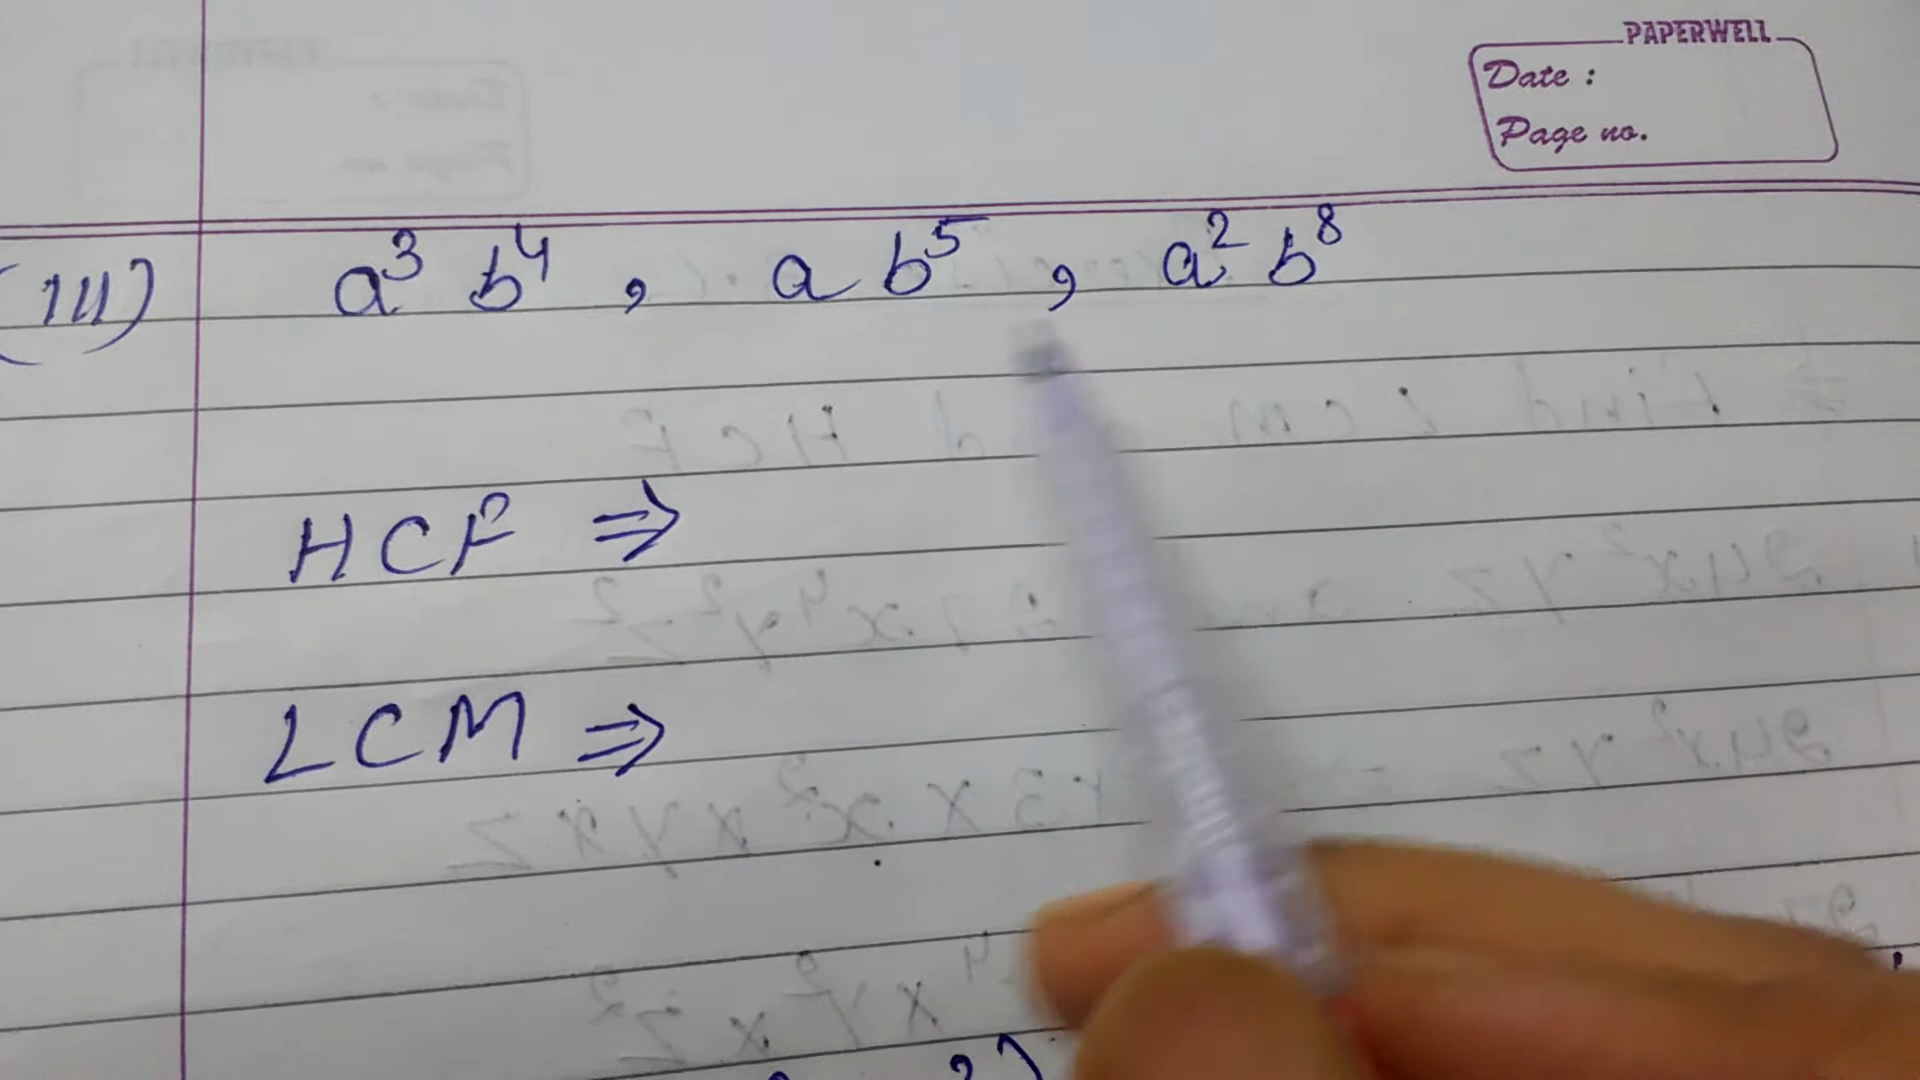 PAPERWELL
Date :
Page no.
(III) a³ b⁴ , a b⁵ , a² b⁸
HCF ⇒
LCM ⇒